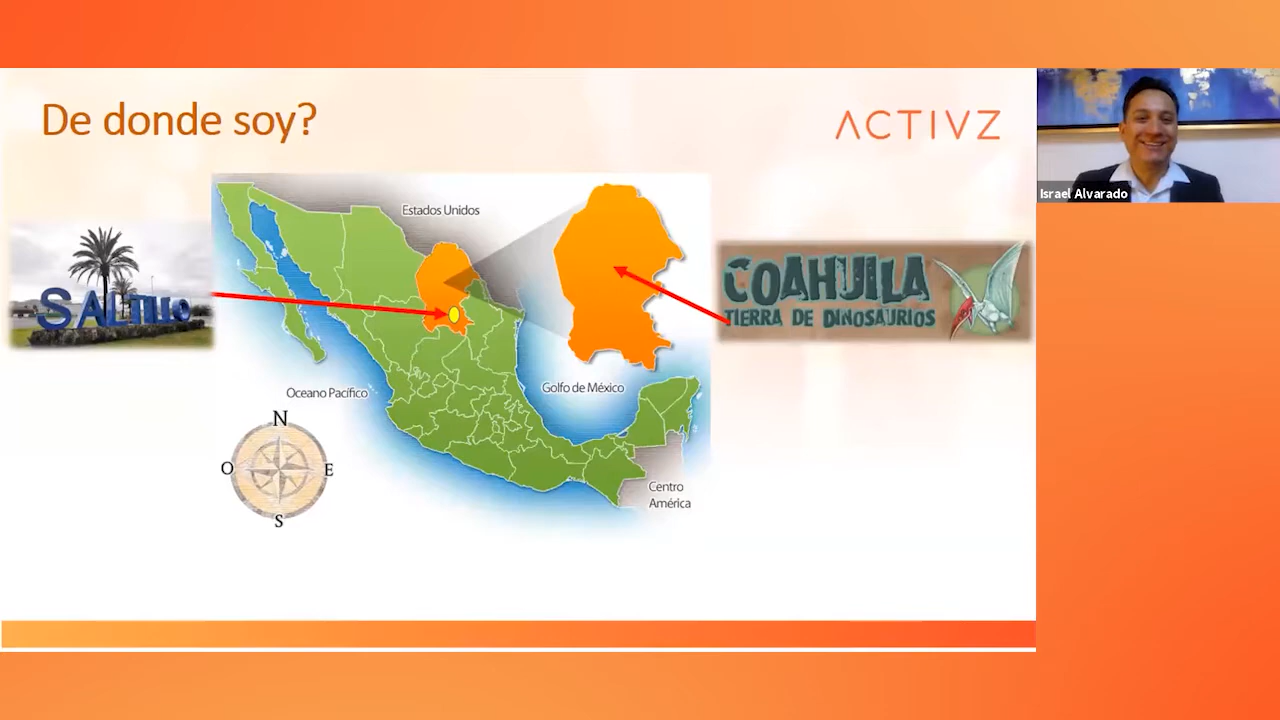 De donde soy?
ACTIVZ
Israel Alvarado
Estados Unidos
SALTILLO
COAHUILA
TIERRA DE DINOSAURIOS
Oceano Pacífico
Golfo de México
N
O
E
S
Centro
América